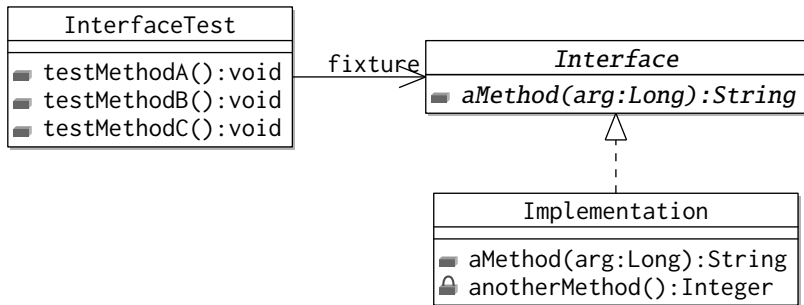 InterfaceTest
testMethodA():void
testMethodB():void
testMethodC():void
fixture
Interface
aMethod(arg:Long):String
Implementation
aMethod(arg:Long):String
anotherMethod():Integer